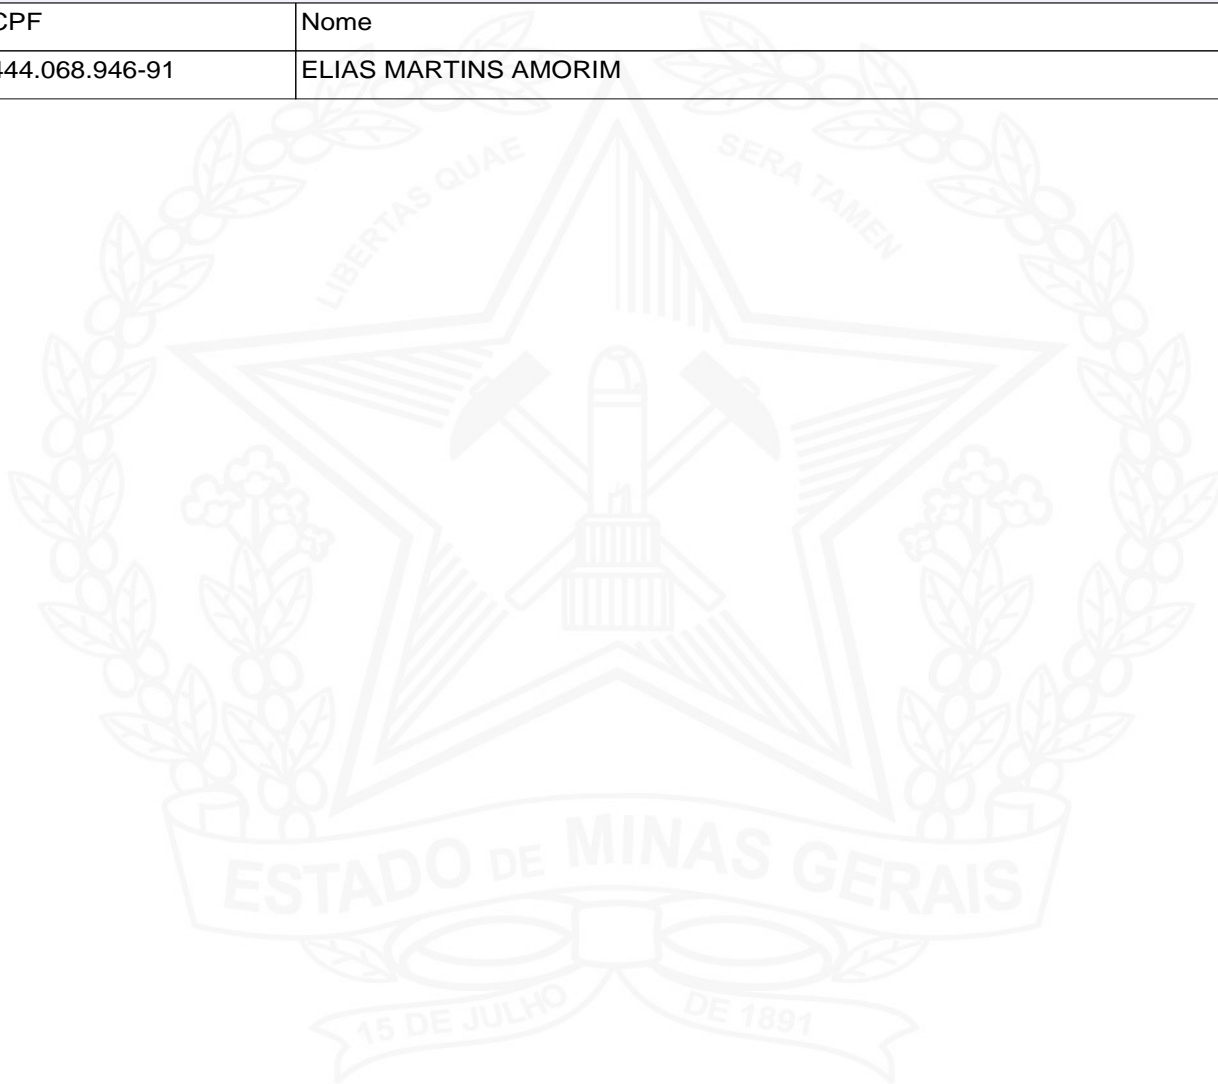 CPF Nome
444.068.946-91 ELIAS MARTINS AMORIM
LIBERTAS QUAE SERA TAMEN
ESTADO DE MINAS GERAIS
15 DE JULHO DE 1891